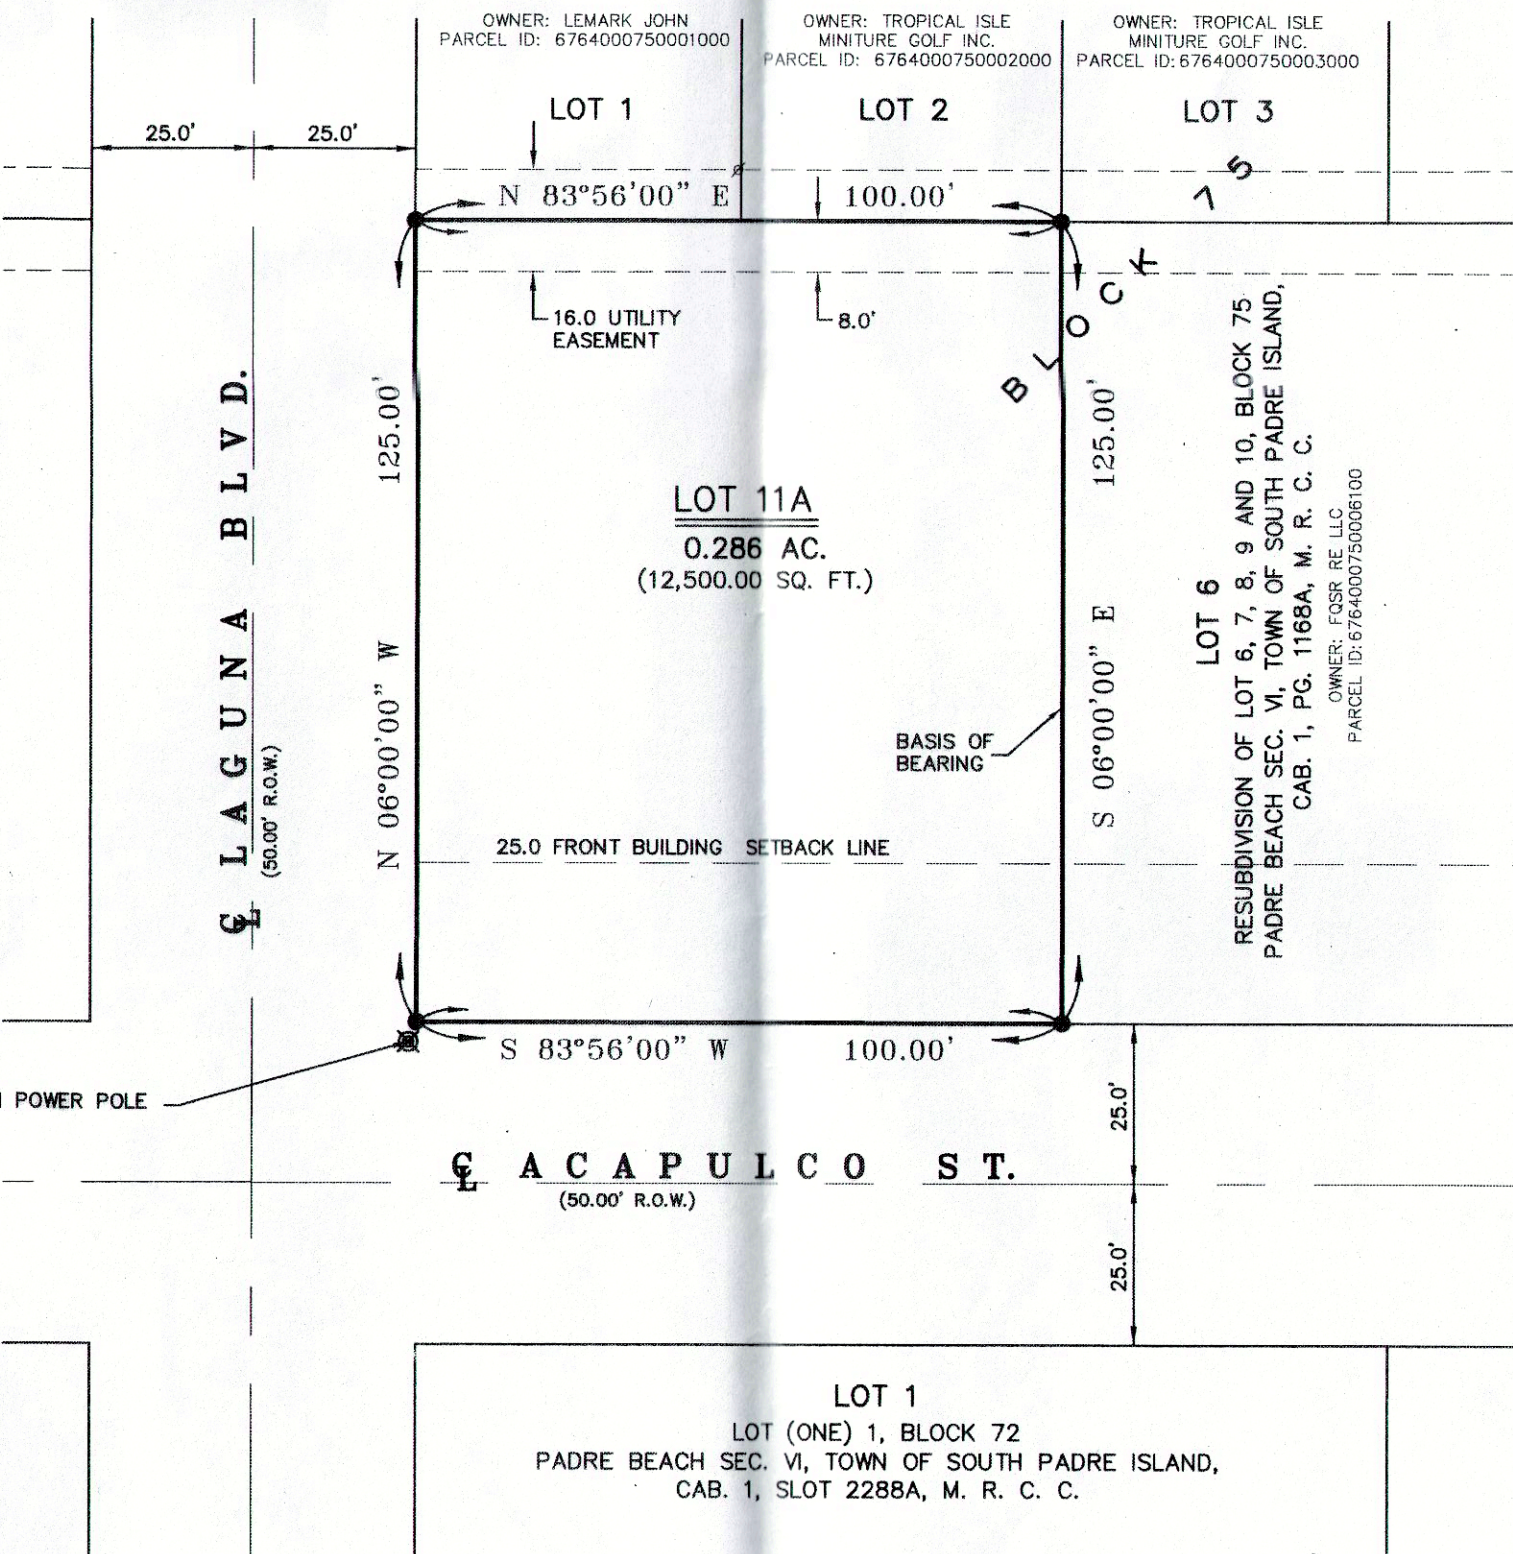 OWNER: LEMARK JOHN
PARCEL ID: 6764000750001000
OWNER: TROPICAL ISLE
MINITURE GOLF INC.
PARCEL ID: 6764000750002000
OWNER: TROPICAL ISLE
MINITURE GOLF INC.
PARCEL ID:6764000750003000
LOT 1
LOT 2
LOT 3
25.0'
25.0'
N 83°56'00" E
100.00'
BLOCK 75
16.0 UTILITY
EASEMENT
8.0'
125.00'
N 06°00'00" W
LOT 11A
0.286 AC.
(12,500.00 SQ. FT.)
125.00'
S 06°00'00" E
BASIS OF
BEARING
25.0 FRONT BUILDING SETBACK LINE
℄ LAGUNA BLVD.
(50.00' R.O.W.)
LOT 6
RESUBDIVISION OF LOT 6, 7, 8, 9 AND 10, BLOCK 75
PADRE BEACH SEC. VI, TOWN OF SOUTH PADRE ISLAND,
CAB. 1, PG. 1168A, M. R. C. C.
OWNER: FQSR RE LLC
PARCEL ID:6764000750006100
S 83°56'00" W
100.00'
POWER POLE
℄ ACAPULCO ST.
(50.00' R.O.W.)
25.0'
25.0'
LOT 1
LOT (ONE) 1, BLOCK 72
PADRE BEACH SEC. VI, TOWN OF SOUTH PADRE ISLAND,
CAB. 1, SLOT 2288A, M. R. C. C.